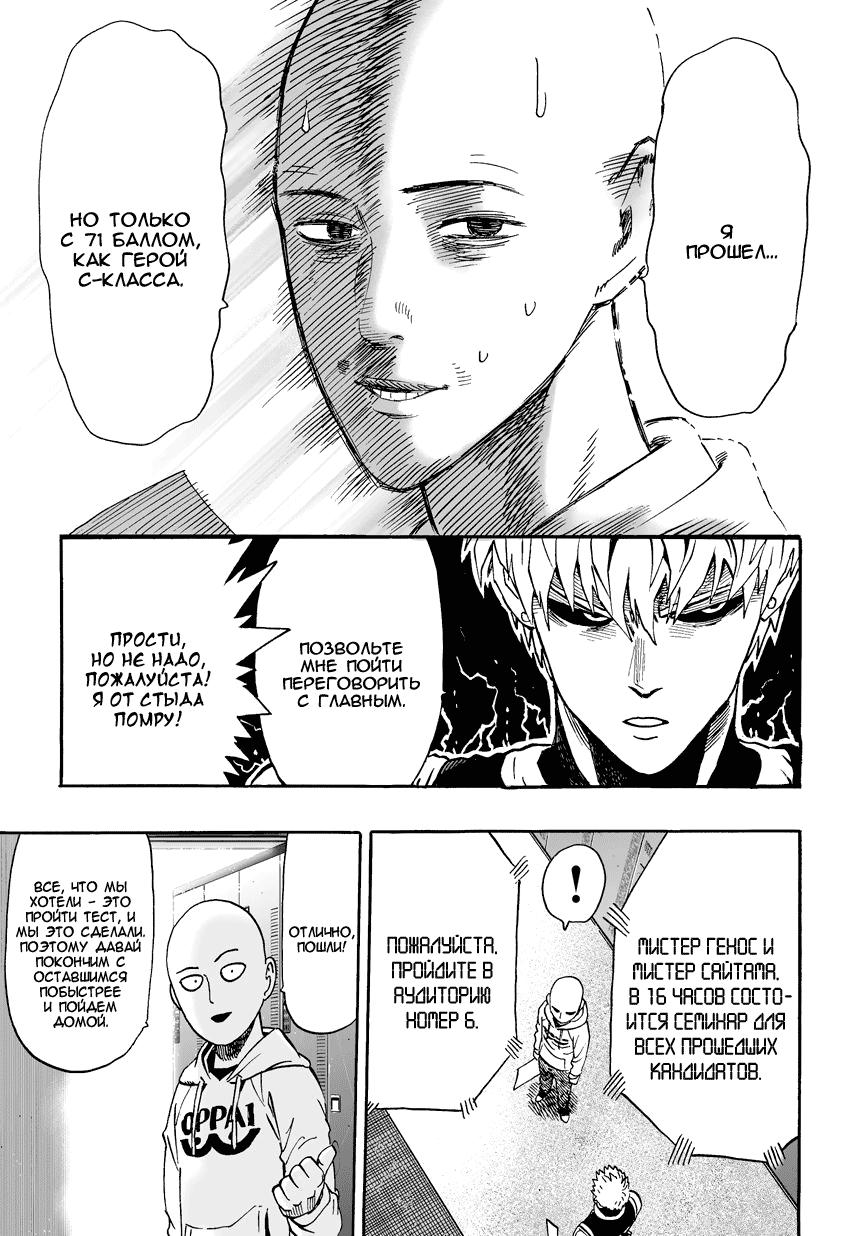 Я
ПРОШЕЛ...
НО ТОЛЬКО
С 71 БАЛЛОМ,
КАК ГЕРОЙ
С-КЛАССА.
ПОЗВОЛЬТЕ
МНЕ ПОЙТИ
ПЕРЕГОВОРИТЬ
С ГЛАВНЫМ.
ПРОСТИ,
НО НЕ НАДО,
ПОЖАЛУЙСТА!
Я ОТ СТЫДА
ПОМРУ!
МИСТЕР ГЕНОС И
МИСТЕР САЙТАМА.
В 16 ЧАСОВ СОСТО-
ИТСЯ СЕМИНАР ДЛЯ
ВСЕХ ПРОШЕДШИХ
КАНДИДАТОВ.
!
ПОЖАЛУЙСТА,
ПРОЙДИТЕ В
АУДИТОРИЮ
НОМЕР 6.
ОТЛИЧНО,
ПОШЛИ!
ВСЕ, ЧТО МЫ
ХОТЕЛИ - ЭТО
ПРОЙТИ ТЕСТ, И
МЫ ЭТО СДЕЛАЛИ.
ПОЭТОМУ ДАВАЙ
ПОКОНЧИМ С
ОСТАВШИМСЯ
ПОБЫСТРЕЕ
И ПОЙДЕМ
ДОМОЙ.
OPPAI